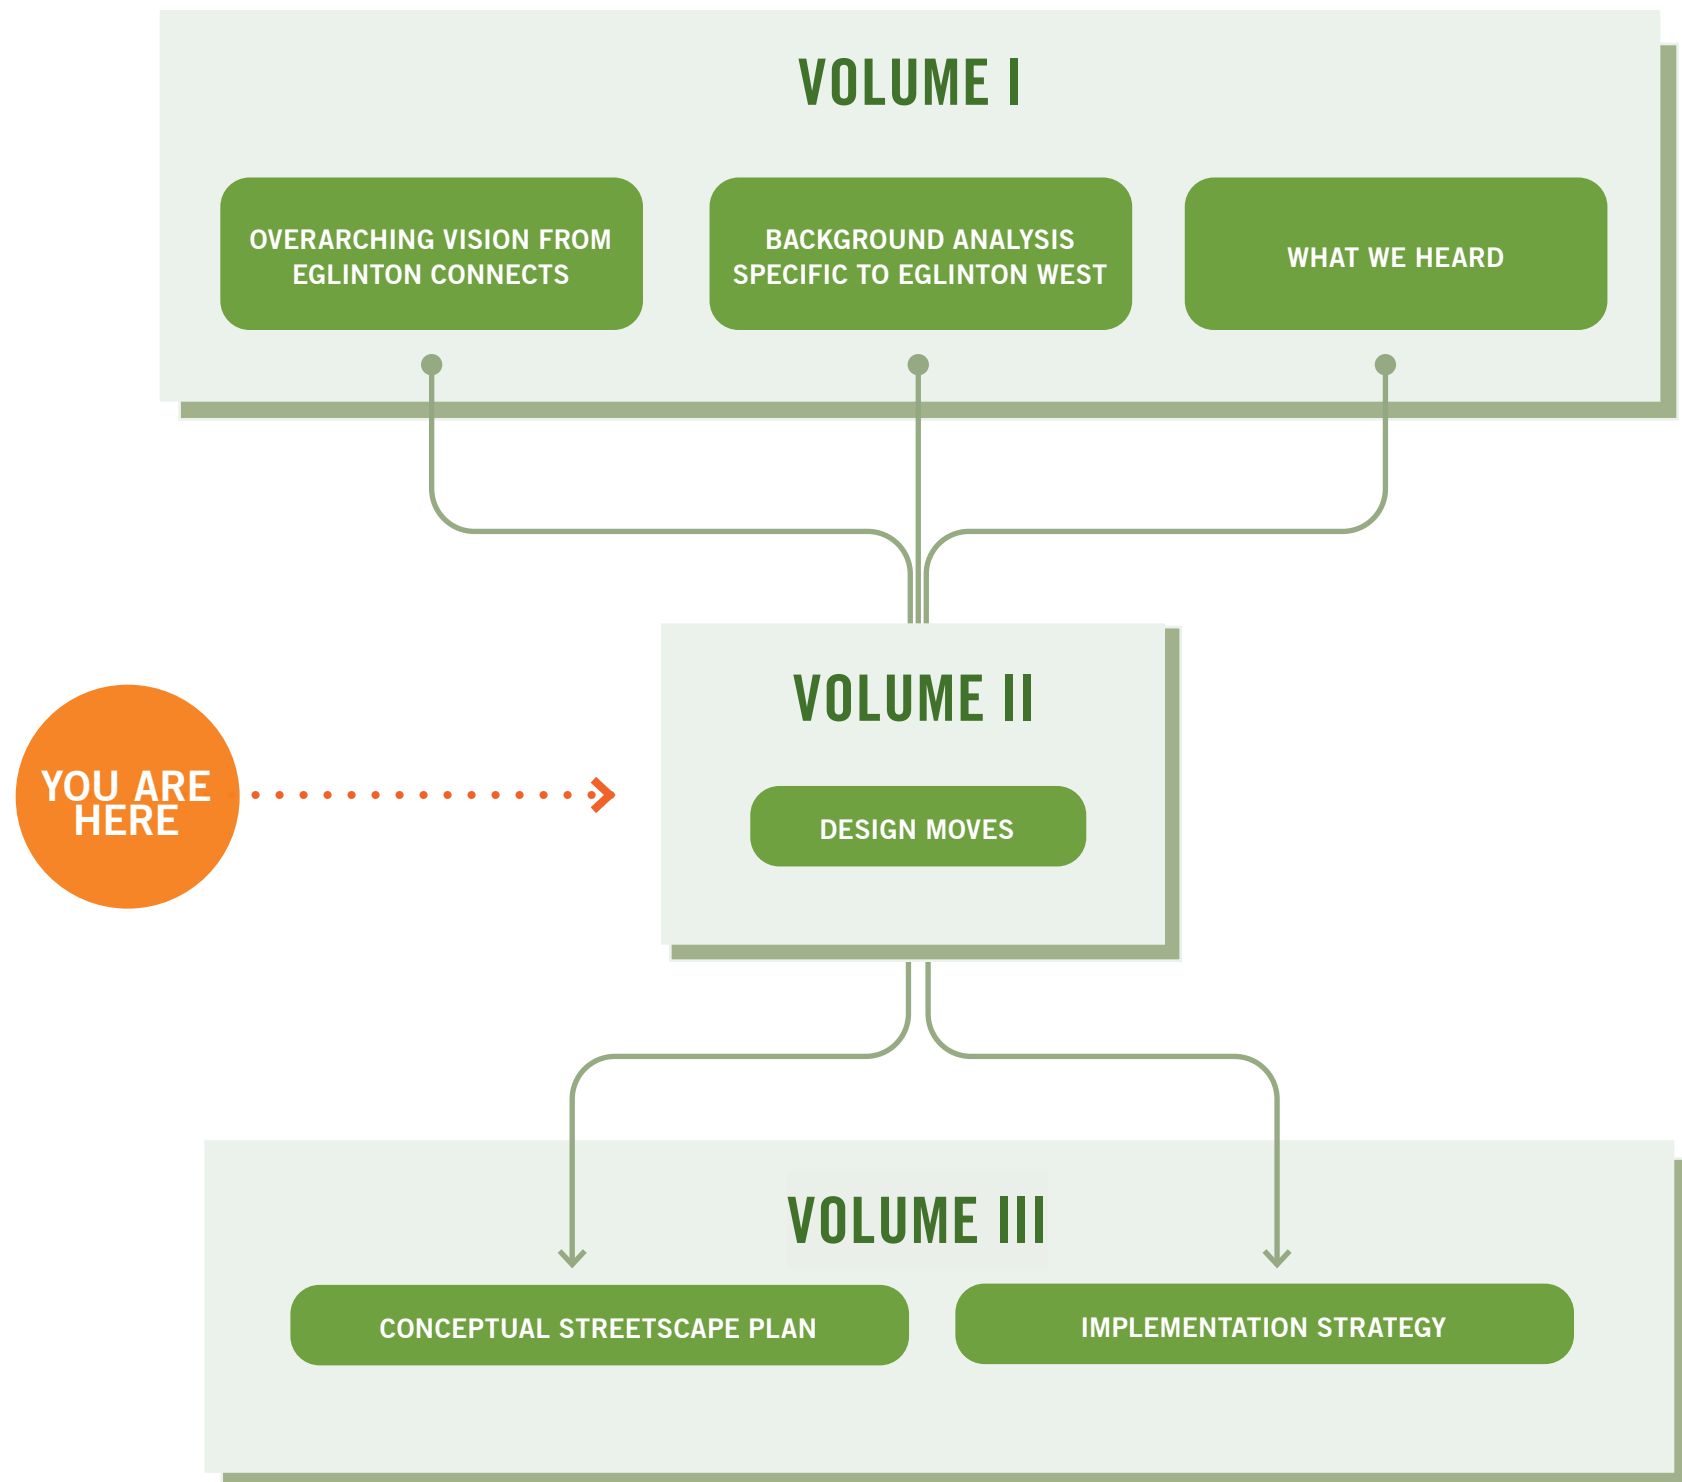 VOLUME I
OVERARCHING VISION FROM
EGLINTON CONNECTS
BACKGROUND ANALYSIS
SPECIFIC TO EGLINTON WEST
WHAT WE HEARD
VOLUME II
DESIGN MOVES
YOU ARE
HERE
VOLUME III
CONCEPTUAL STREETSCAPE PLAN
IMPLEMENTATION STRATEGY